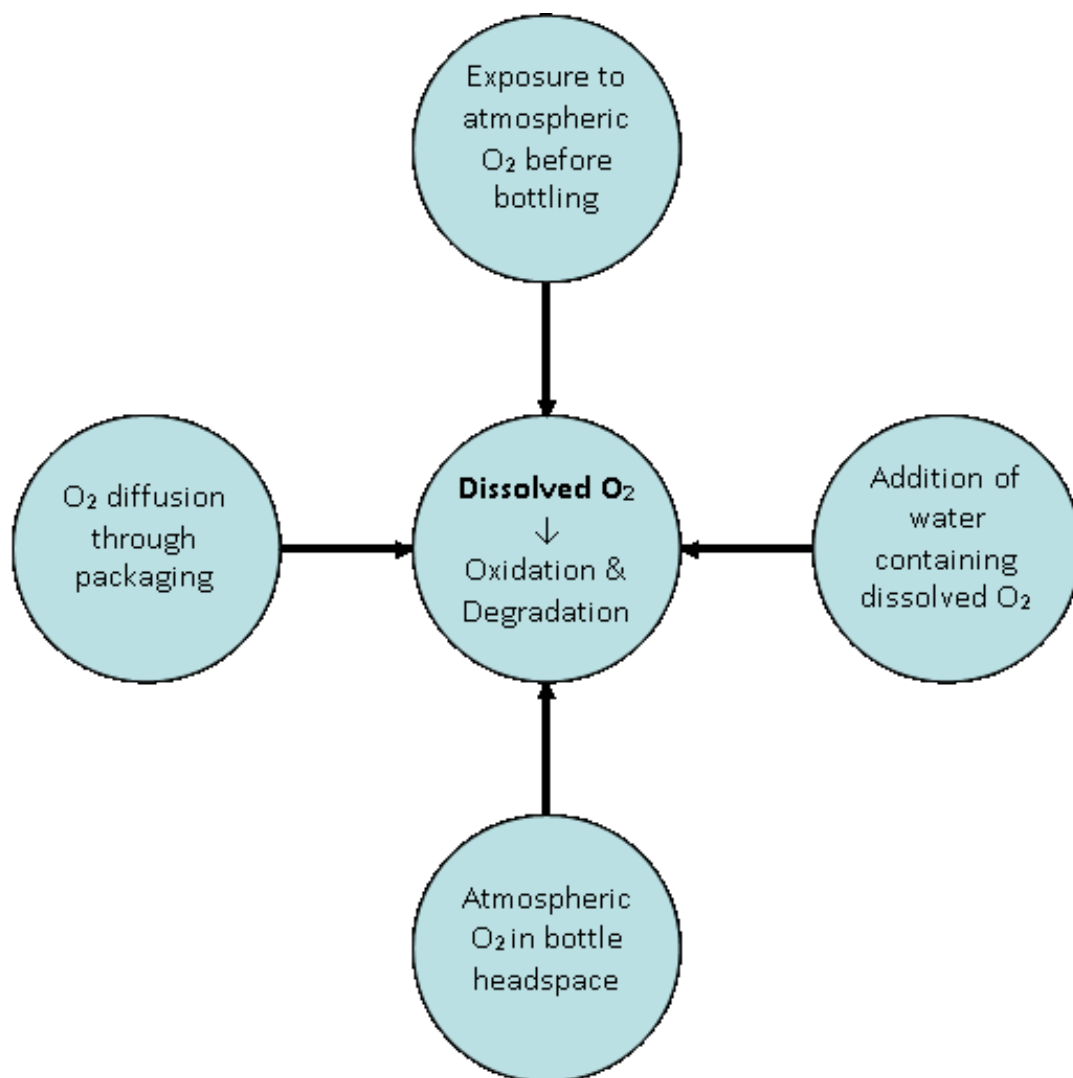 Exposure to
atmospheric
O₂ before
bottling
O₂ diffusion
through
packaging
Dissolved O₂
↓
Oxidation &
Degradation
Addition of
water
containing
dissolved O₂
Atmospheric
O₂ in bottle
headspace